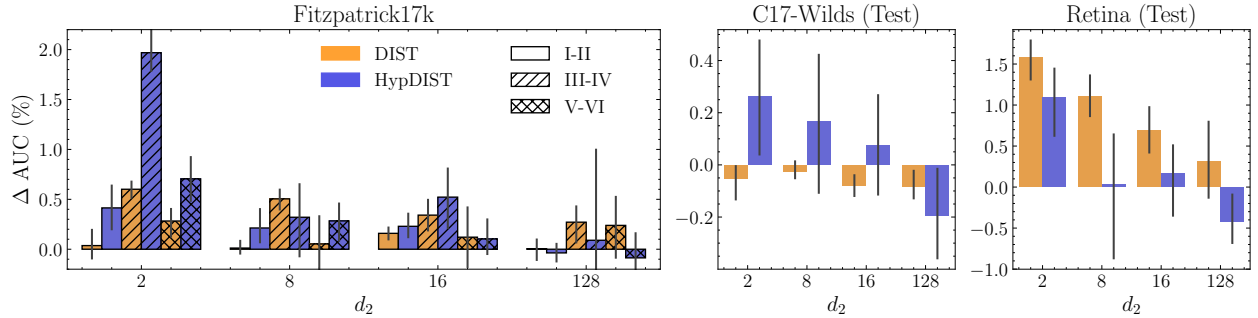 Fitzpatrick17k
Δ AUC (%)
2.0
1.5
1.0
0.5
0.0
DIST
HypDIST
I-II
III-IV
V-VI
2
8
16
128
d2
C17-Wilds (Test)
0.4
0.2
0.0
−0.2
2
8
16
128
d2
Retina (Test)
1.5
1.0
0.5
0.0
−0.5
−1.0
2
8
16
128
d2